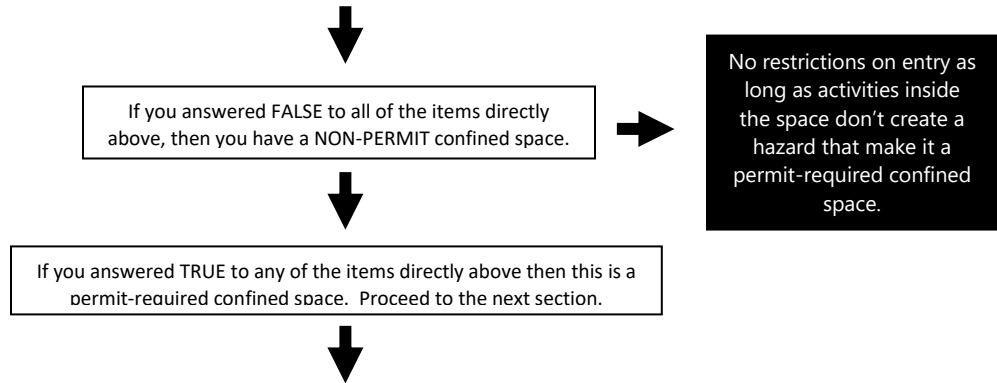 If you answered FALSE to all of the items directly
above, then you have a NON-PERMIT confined space.
No restrictions on entry as
long as activities inside
the space don’t create a
hazard that make it a
permit-required confined
space.
If you answered TRUE to any of the items directly above then this is a
permit-required confined space.  Proceed to the next section.